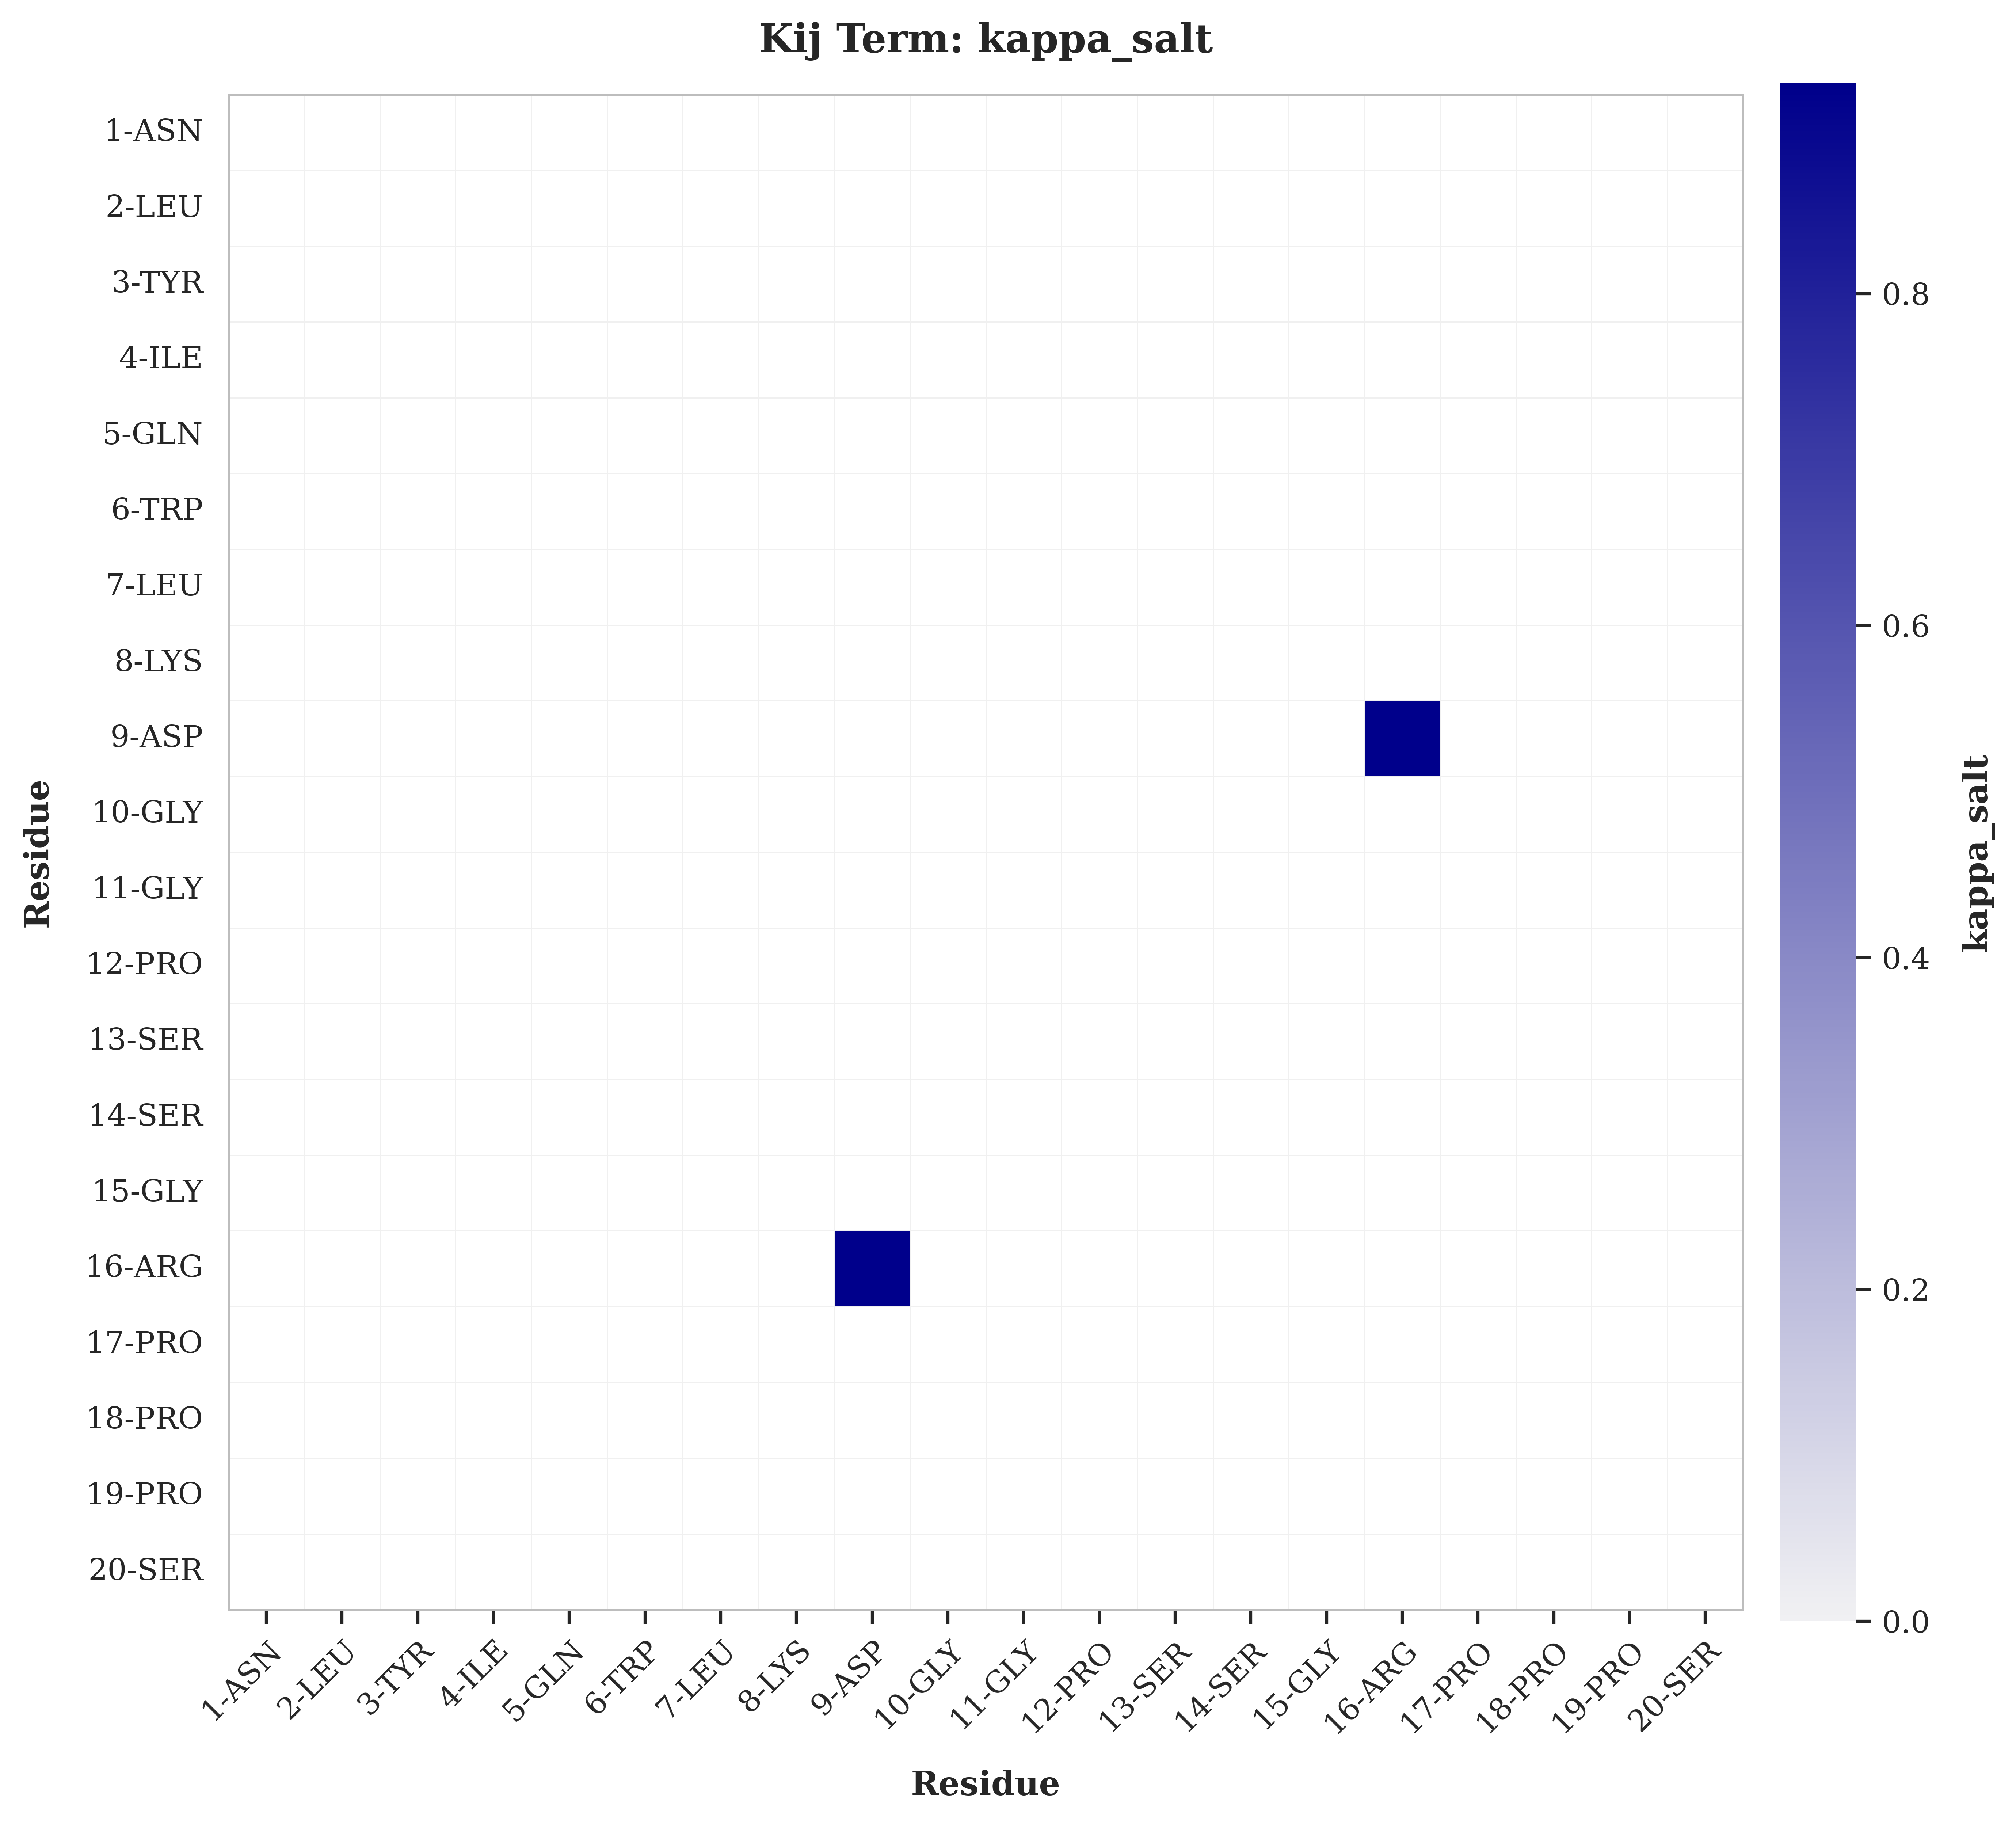 Kij Term: kappa_salt
1-ASN
2-LEU
3-TYR
4-ILE
5-GLN
6-TRP
7-LEU
8-LYS
9-ASP
10-GLY
11-GLY
12-PRO
13-SER
14-SER
15-GLY
16-ARG
17-PRO
18-PRO
19-PRO
20-SER
Residue
1-ASN
2-LEU
3-TYR
4-ILE
5-GLN
6-TRP
7-LEU
8-LYS
9-ASP
10-GLY
11-GLY
12-PRO
13-SER
14-SER
15-GLY
16-ARG
17-PRO
18-PRO
19-PRO
20-SER
Residue
0.8
0.6
0.4
0.2
0.0
kappa_salt